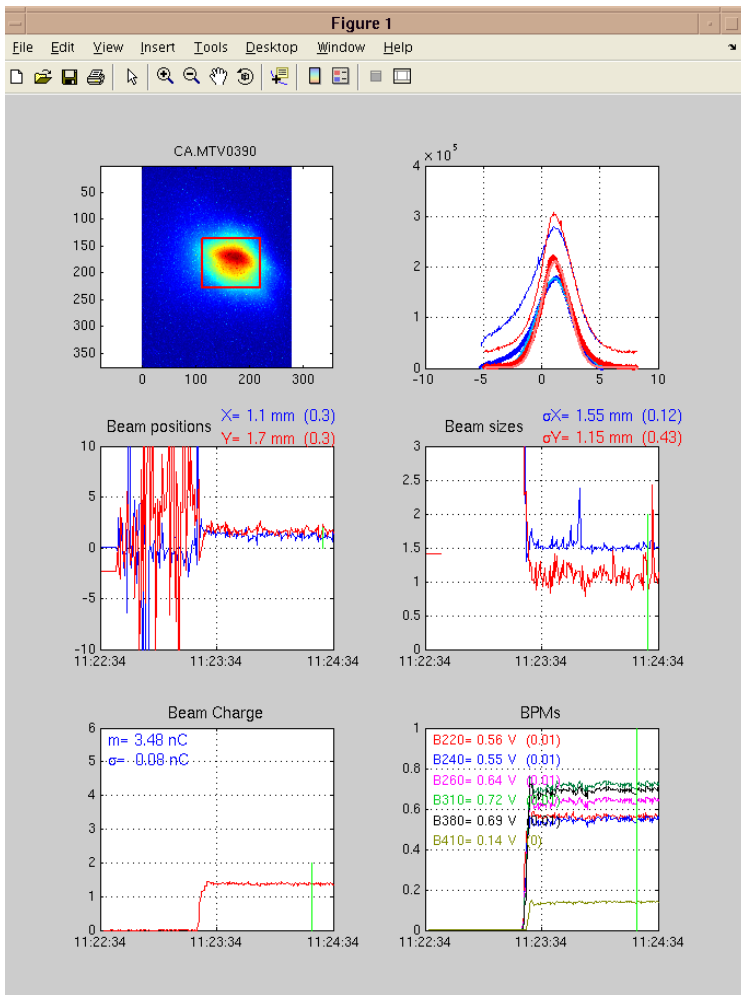 Figure 1
File Edit View Insert Tools Desktop Window Help
CA.MTV0390
50
100
150
200
250
300
350
0 100 200 300
4 × 10^5
3
2
1
0
-10 -5 0 5 10
Beam positions
X= 1.1 mm (0.3)
Y= 1.7 mm (0.3)
10
5
0
-5
-10
11:22:34 11:23:34 11:24:34
Beam sizes
σX= 1.55 mm (0.12)
σY= 1.15 mm (0.43)
3
2.5
2
1.5
1
0.5
0
11:22:34 11:23:34 11:24:34
Beam Charge
m= 3.48 nC
σ= 0.08 nC
6
5
4
3
2
1
0
11:22:34 11:23:34 11:24:34
BPMs
B220= 0.56 V (0.01)
B240= 0.55 V (0.01)
B260= 0.64 V (0.01)
B310= 0.72 V (0.01)
B380= 0.69 V (0.01)
B410= 0.14 V (0)
1
0.8
0.6
0.4
0.2
0
11:22:34 11:23:34 11:24:34